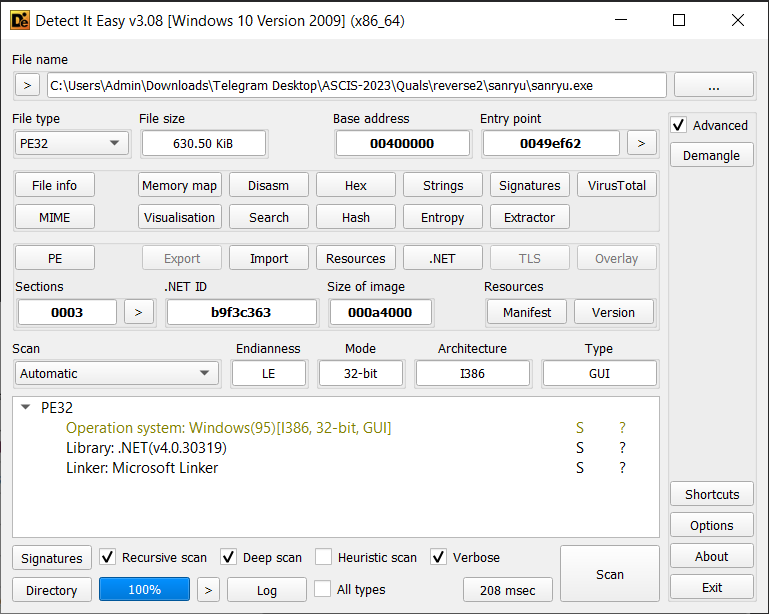 Detect It Easy v3.08 [Windows 10 Version 2009] (x86_64)
File name
> C:\Users\Admin\Downloads\Telegram Desktop\ASCIS-2023\Quals\reverse2\sanryu\sanryu.exe ...
File type File size Base address Entry point Advanced
PE32 630.50 KiB 00400000 0049ef62 > Demangle
File info Memory map Disasm Hex Strings Signatures VirusTotal
MIME Visualisation Search Hash Entropy Extractor
PE Export Import Resources .NET TLS Overlay
Sections .NET ID Size of image Resources
0003 > b9f3c363 000a4000 Manifest Version
Scan Endianness Mode Architecture Type
Automatic LE 32-bit I386 GUI
PE32
Operation system: Windows(95)[I386, 32-bit, GUI] S ?
Library: .NET(v4.0.30319) S ?
Linker: Microsoft Linker S ?
Shortcuts
Options
Signatures Recursive scan Deep scan Heuristic scan Verbose Scan About
Directory 100% > Log All types 208 msec Exit